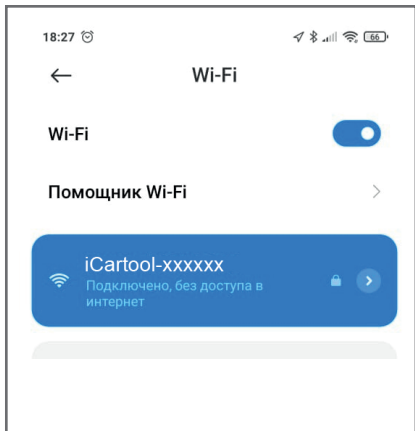 18:27
66
Wi-Fi
Wi-Fi
Помощник Wi-Fi
iCartool-xxxxxx
Подключено, без доступа в
интернет